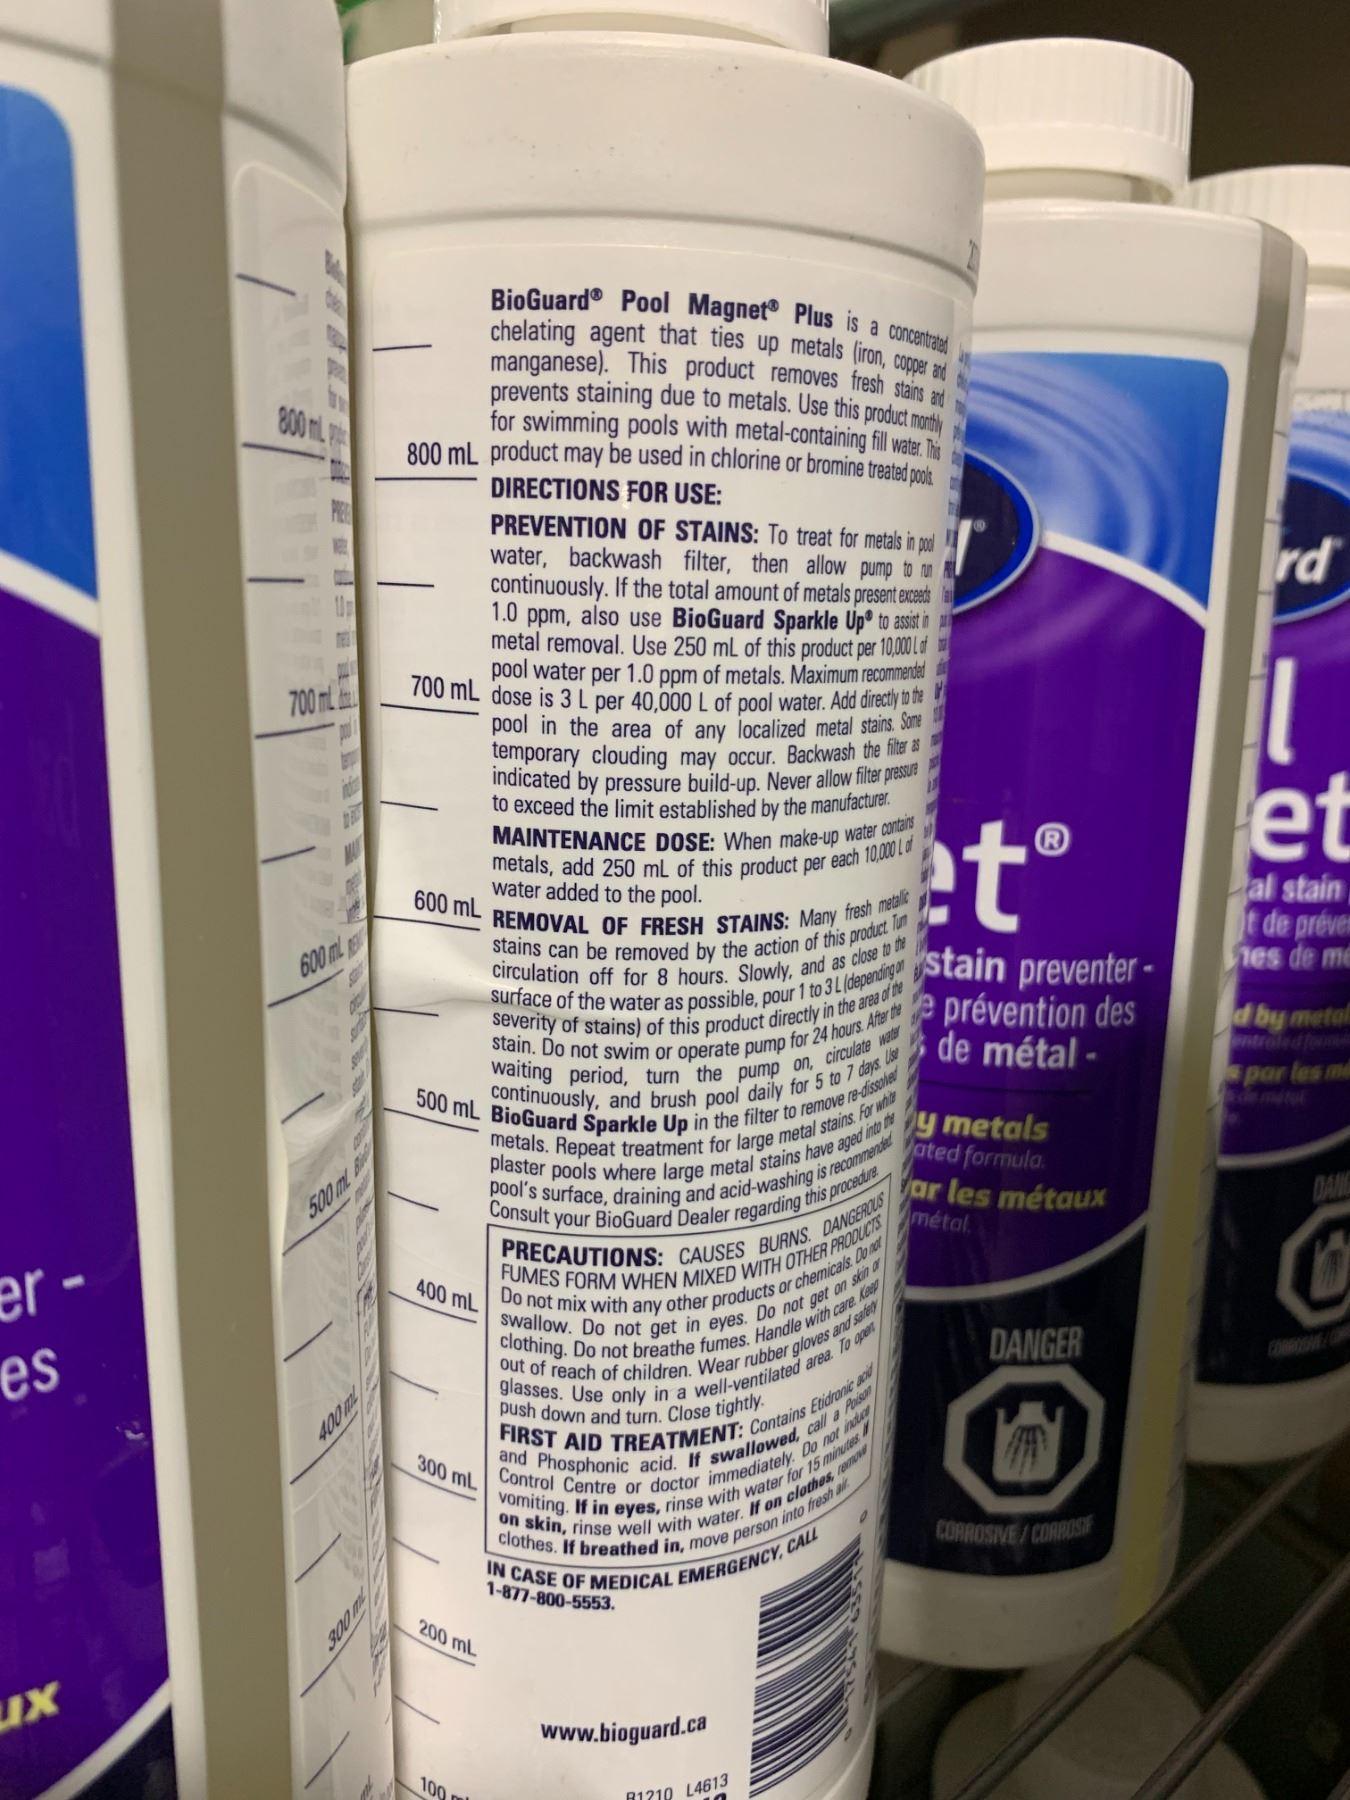 BioGuard® Pool Magnet® Plus is a concentrated
chelating agent that ties up metals (iron, copper and
manganese). This product removes fresh stains and
prevents staining due to metals. Use this product monthly
for swimming pools with metal-containing fill water. This
product may be used in chlorine or bromine treated pools.
DIRECTIONS FOR USE:
PREVENTION OF STAINS: To treat for metals in pool
water, backwash filter, then allow pump to run
continuously. If the total amount of metals present exceeds
1.0 ppm, also use BioGuard Sparkle Up® to assist in
metal removal. Use 250 mL of this product per 10,000 L of
pool water per 1.0 ppm of metals. Maximum recommended
dose is 3 L per 40,000 L of pool water. Add directly to the
pool in the area of any localized metal stains. Some
temporary clouding may occur. Backwash the filter as
indicated by pressure build-up. Never allow filter pressure
to exceed the limit established by the manufacturer.
MAINTENANCE DOSE: When make-up water contains
metals, add 250 mL of this product per each 10,000 L of
water added to the pool.
REMOVAL OF FRESH STAINS: Many fresh metallic
stains can be removed by the action of this product. Turn
circulation off for 8 hours. Slowly, and as close to the
surface of the water as possible, pour 1 to 3 L (depending on
severity of stains) of this product directly in the area of the
stain. Do not swim or operate pump for 24 hours. After the
waiting period, turn the pump on, circulate water
continuously, and brush pool daily for 5 to 7 days. Use
BioGuard Sparkle Up in the filter to remove re-dissolved
metals. Repeat treatment for large metal stains. For white
plaster pools where large metal stains have aged into the
pool's surface, draining and acid-washing is recommended.
Consult your BioGuard Dealer regarding this procedure.
PRECAUTIONS: CAUSES BURNS. DANGEROUS
FUMES FORM WHEN MIXED WITH OTHER PRODUCTS.
Do not mix with any other products or chemicals. Do not
swallow. Do not get in eyes. Do not get on skin or
clothing. Do not breathe fumes. Handle with care. Keep
out of reach of children. Wear rubber gloves and safety
glasses. Use only in a well-ventilated area. To open,
push down and turn. Close tightly.
FIRST AID TREATMENT: Contains Etidronic acid
and Phosphonic acid. If swallowed, call a Poison
Control Centre or doctor immediately. Do not induce
vomiting. If in eyes, rinse with water for 15 minutes. If
on skin, rinse well with water. If on clothes, remove
clothes. If breathed in, move person into fresh air.
IN CASE OF MEDICAL EMERGENCY, CALL
1-877-800-5553.
www.bioguard.ca
R1210 L4613
800 mL
700 mL
600 mL
500 mL
400 mL
300 mL
200 mL
100
800 mL
700 mL
600 mL
500 mL
400 mL
300 mL
er -
es
ux
et®
stain preventer -
e prévention des
de métal -
y metals
ated formula.
ar les métaux
métal.
DANGER
CORROSIVE / CORROSIF
rd
l
et
al stain
t de préve
nes de mé
d by metal
par les mé